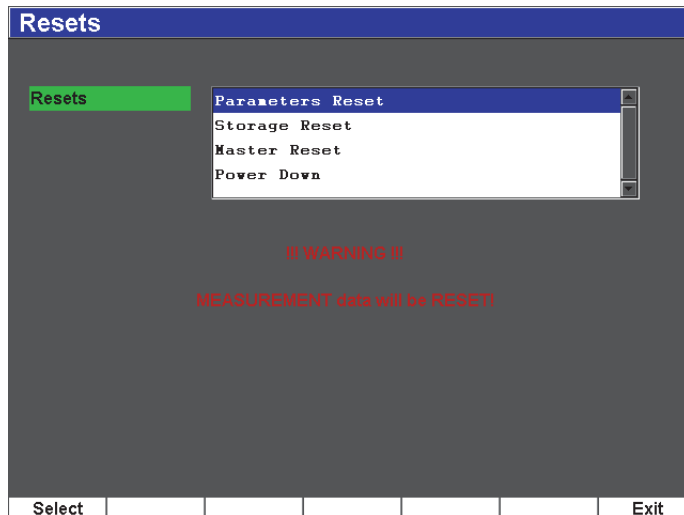 Resets
Resets
Parameters Reset
Storage Reset
Master Reset
Power Down
!!! WARNING !!!
MEASUREMENT data will be RESET!
Select
Exit